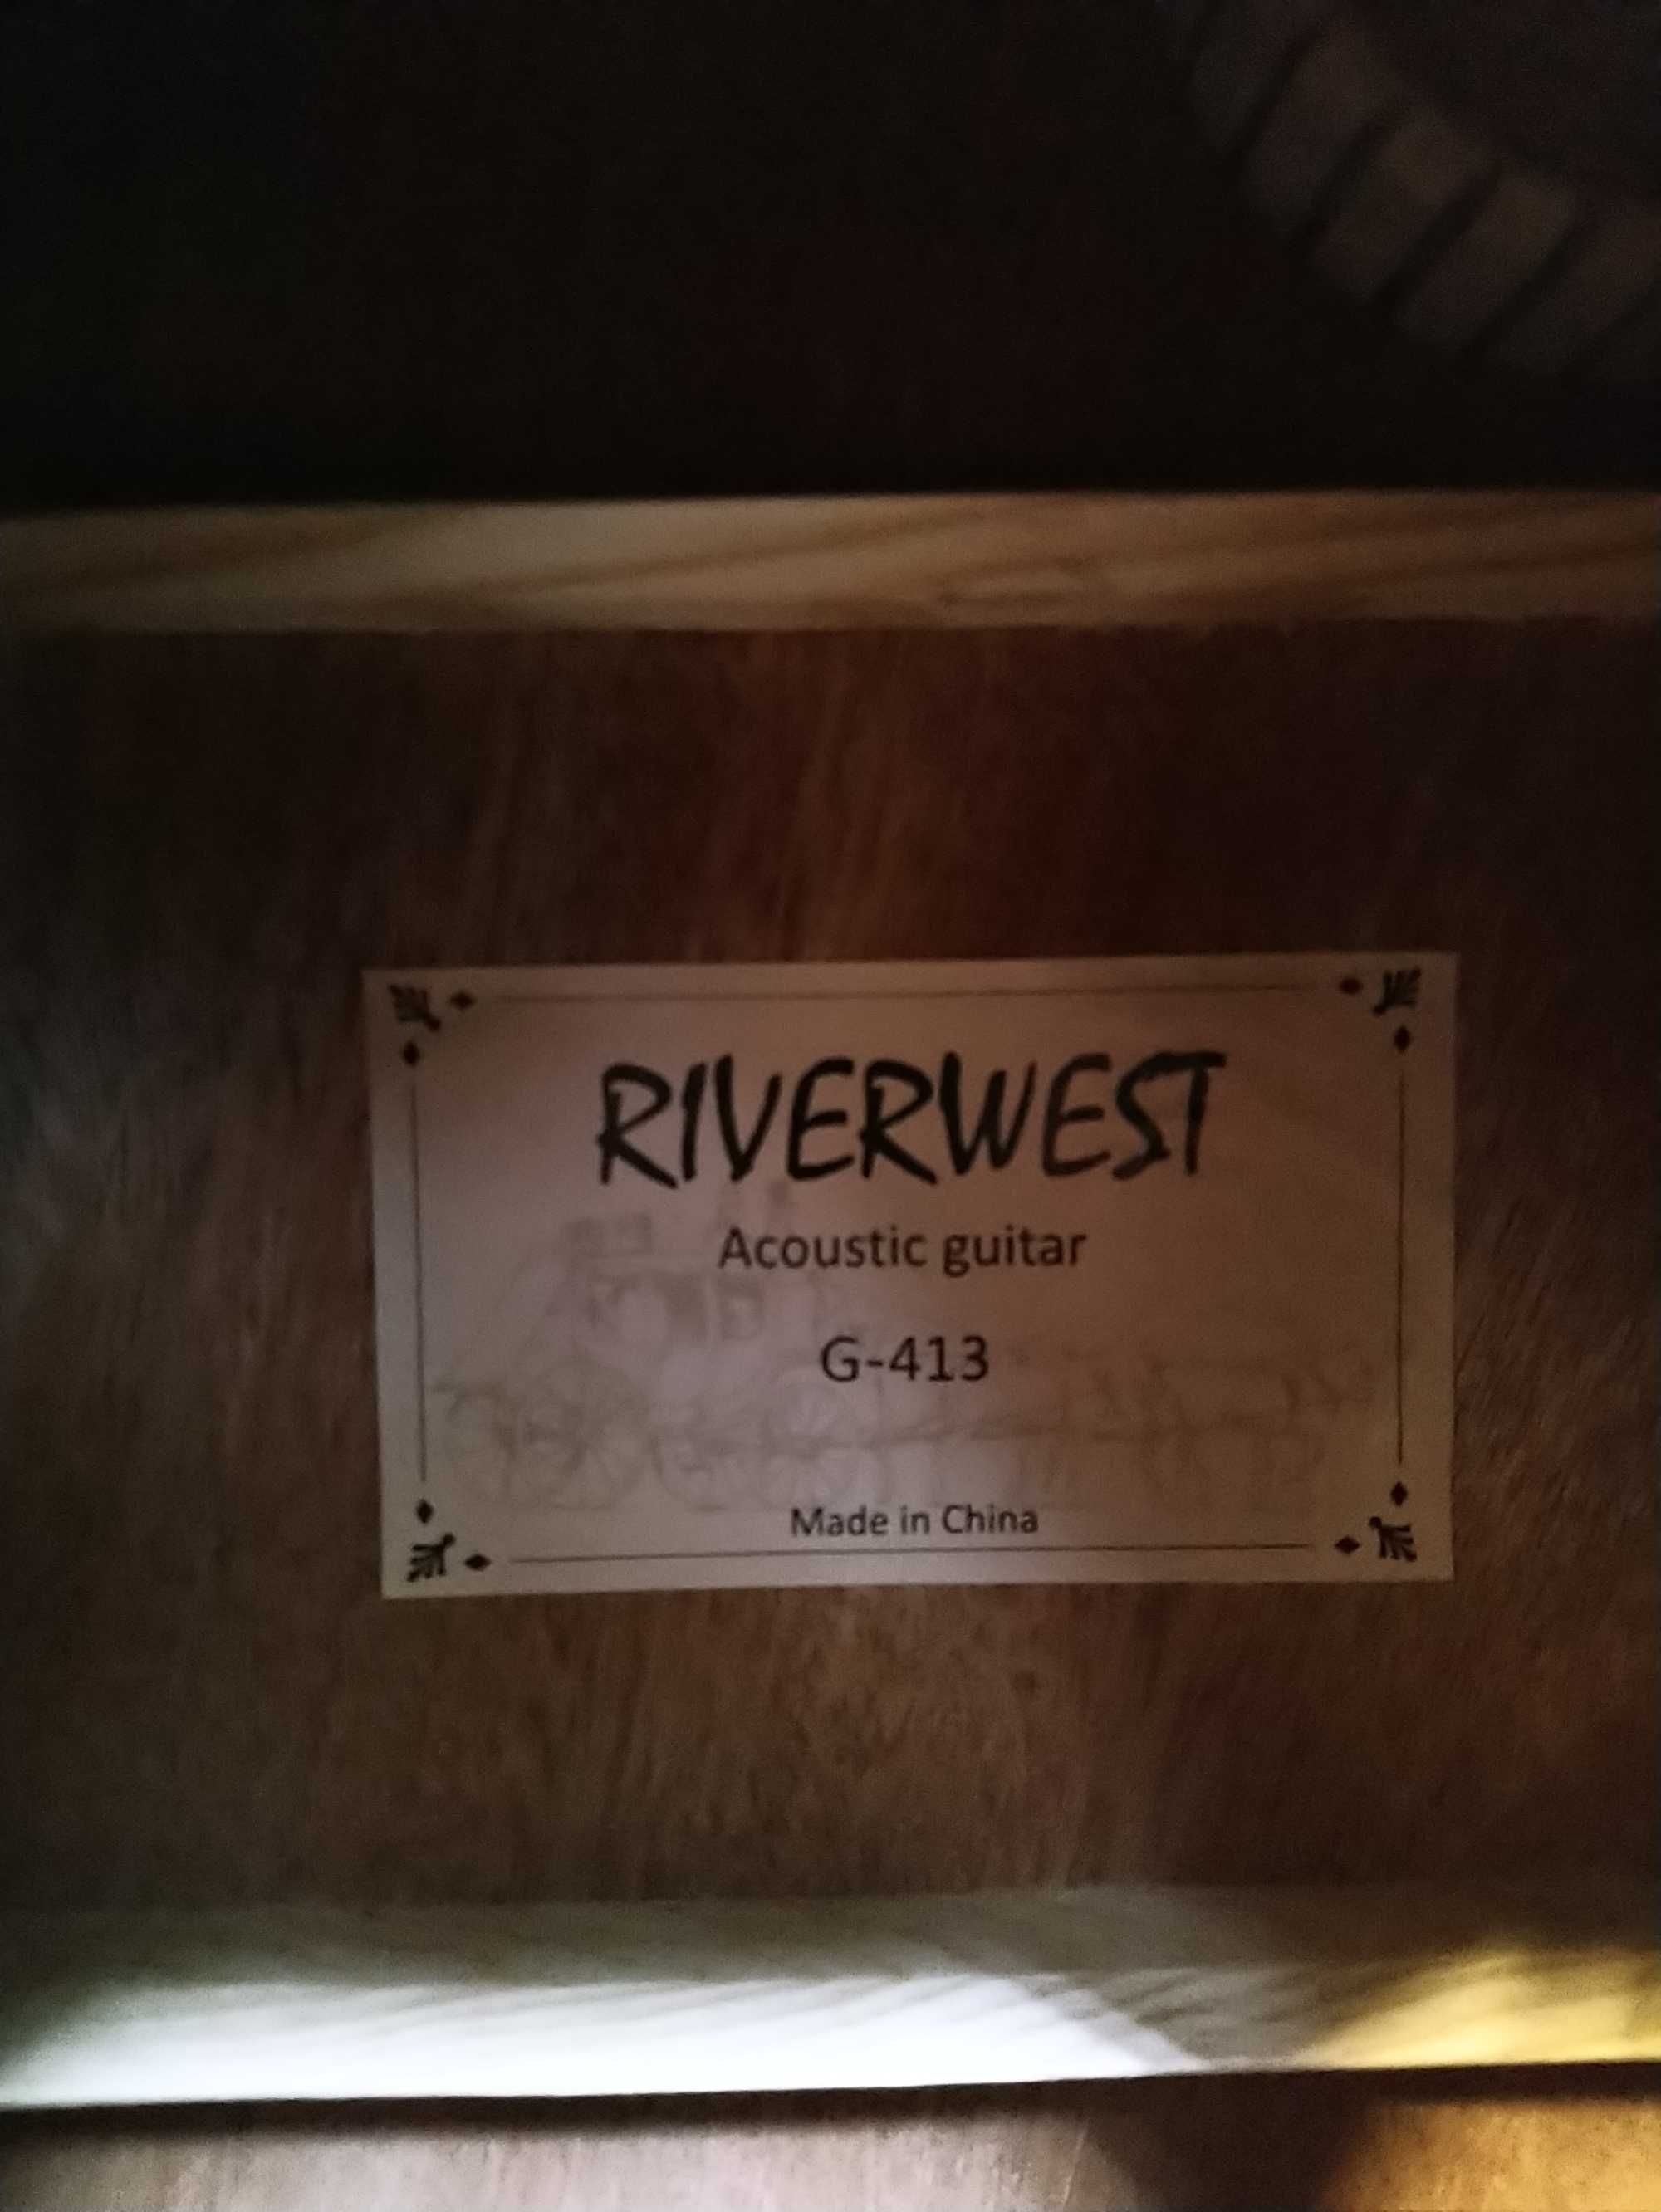 RIVERWEST
Acoustic guitar
G-413
Made in China